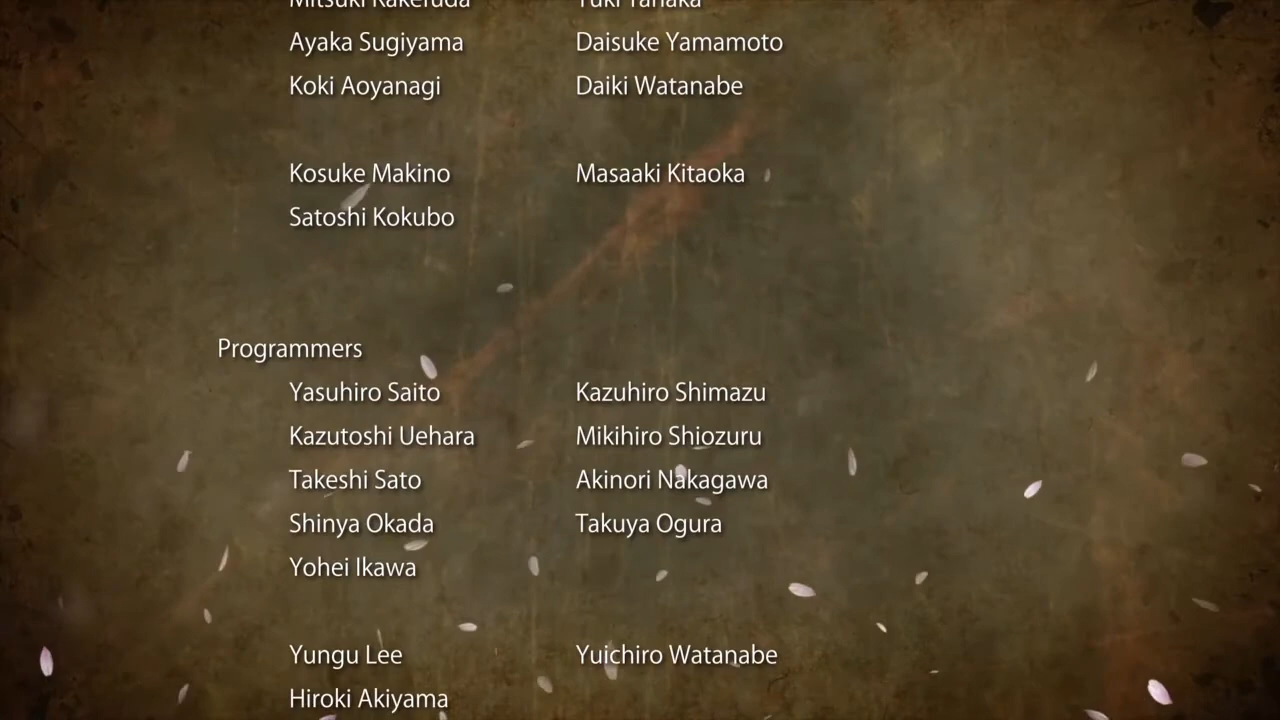 Ayaka Sugiyama Daisuke Yamamoto
Koki Aoyanagi Daiki Watanabe
Kosuke Makino Masaaki Kitaoka
Satoshi Kokubo
Programmers
Yasuhiro Saito Kazuhiro Shimazu
Kazutoshi Uehara Mikihiro Shiozuru
Takeshi Sato Akinori Nakagawa
Shinya Okada Takuya Ogura
Yohei Ikawa
Yungu Lee Yuichiro Watanabe
Hiroki Akiyama